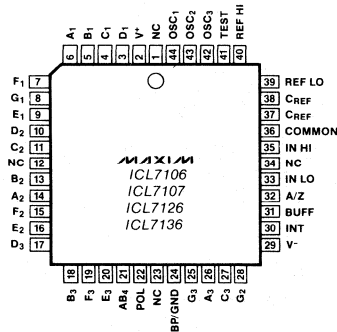 A1 B1 C1 D1 V+ NC OSC1 OSC2 OSC3 TEST REF HI
6 5 4 3 2 1 44 43 42 41 40
F1 7
G1 8
E1 9
D2 10
C2 11
NC 12
B2 13
A2 14
F2 15
E2 16
D3 17
MAXIM
ICL7106
ICL7107
ICL7126
ICL7136
39 REF LO
38 CREF
37 CREF
36 COMMON
35 IN HI
34 NC
33 IN LO
32 A/Z
31 BUFF
30 INT
29 V-
18 19 20 21 22 23 24 25 26 27 28
B3 F3 E3 AB4 POL NC BP/GND G3 A3 C3 G2